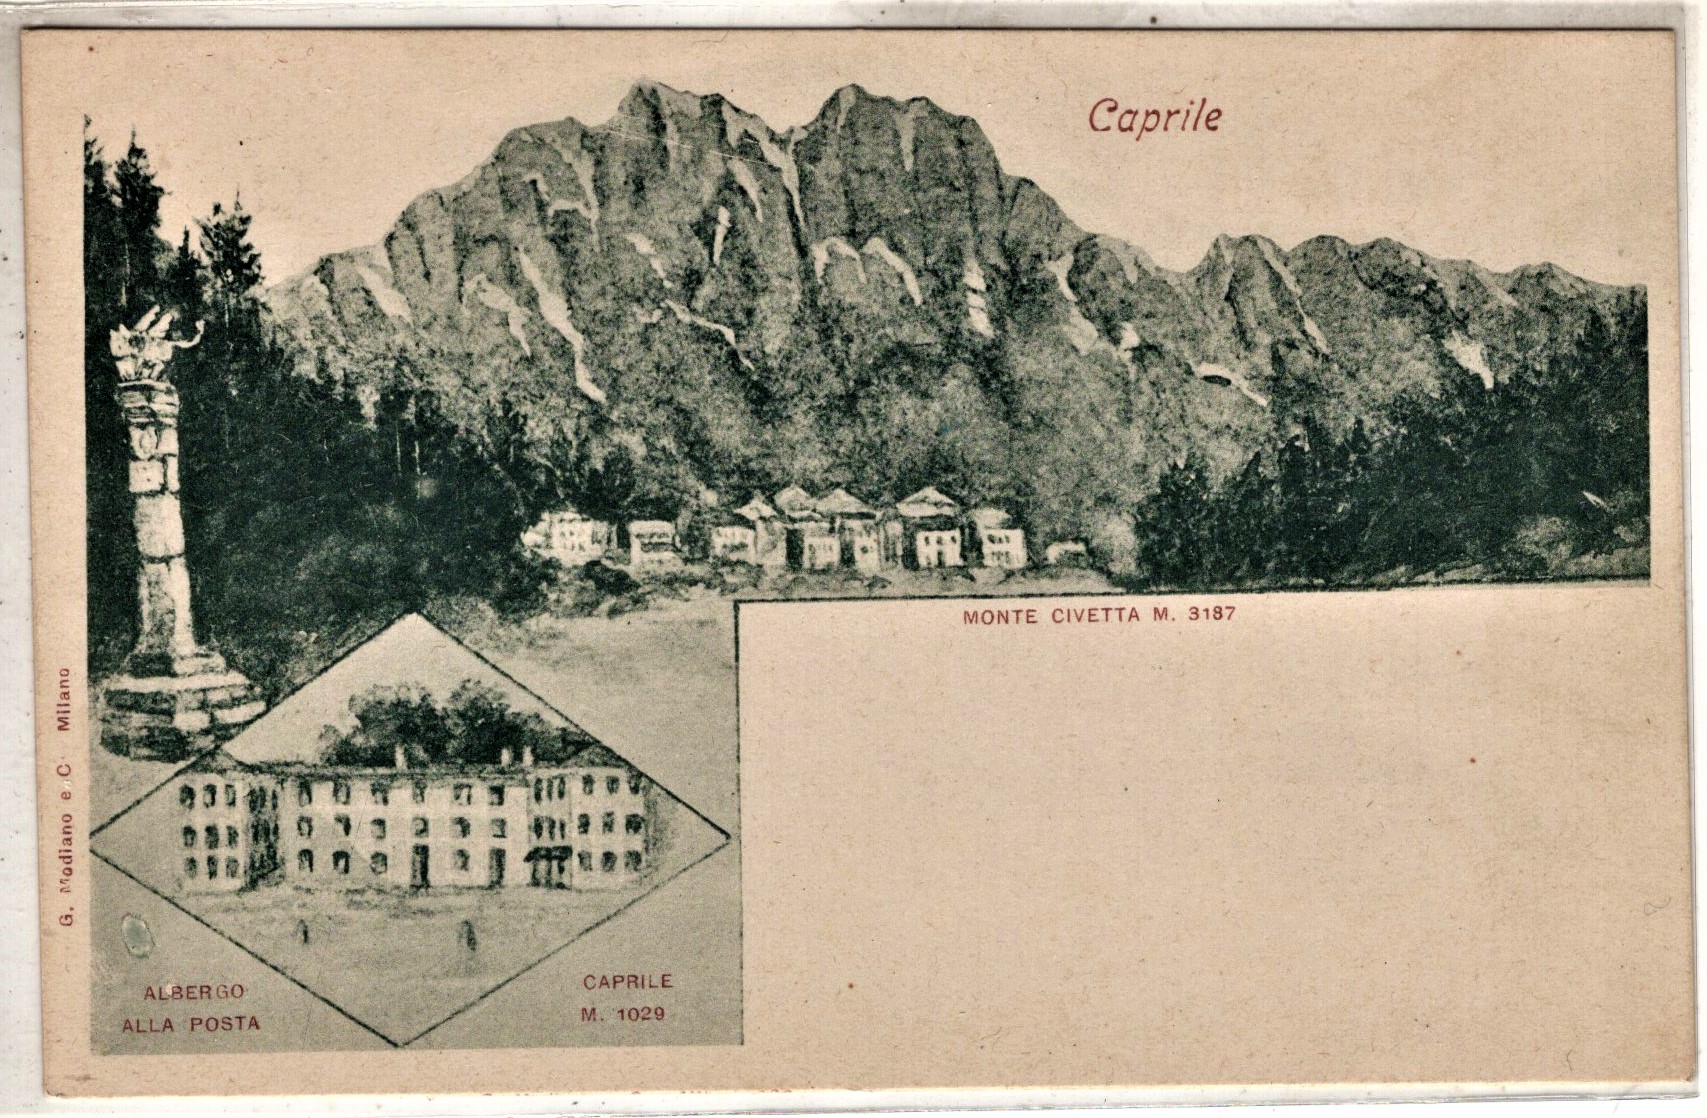 Caprile
MONTE CIVETTA M. 3187
G. Modiano e C. Milano
ALBERGO
ALLA POSTA
CAPRILE
M. 1029